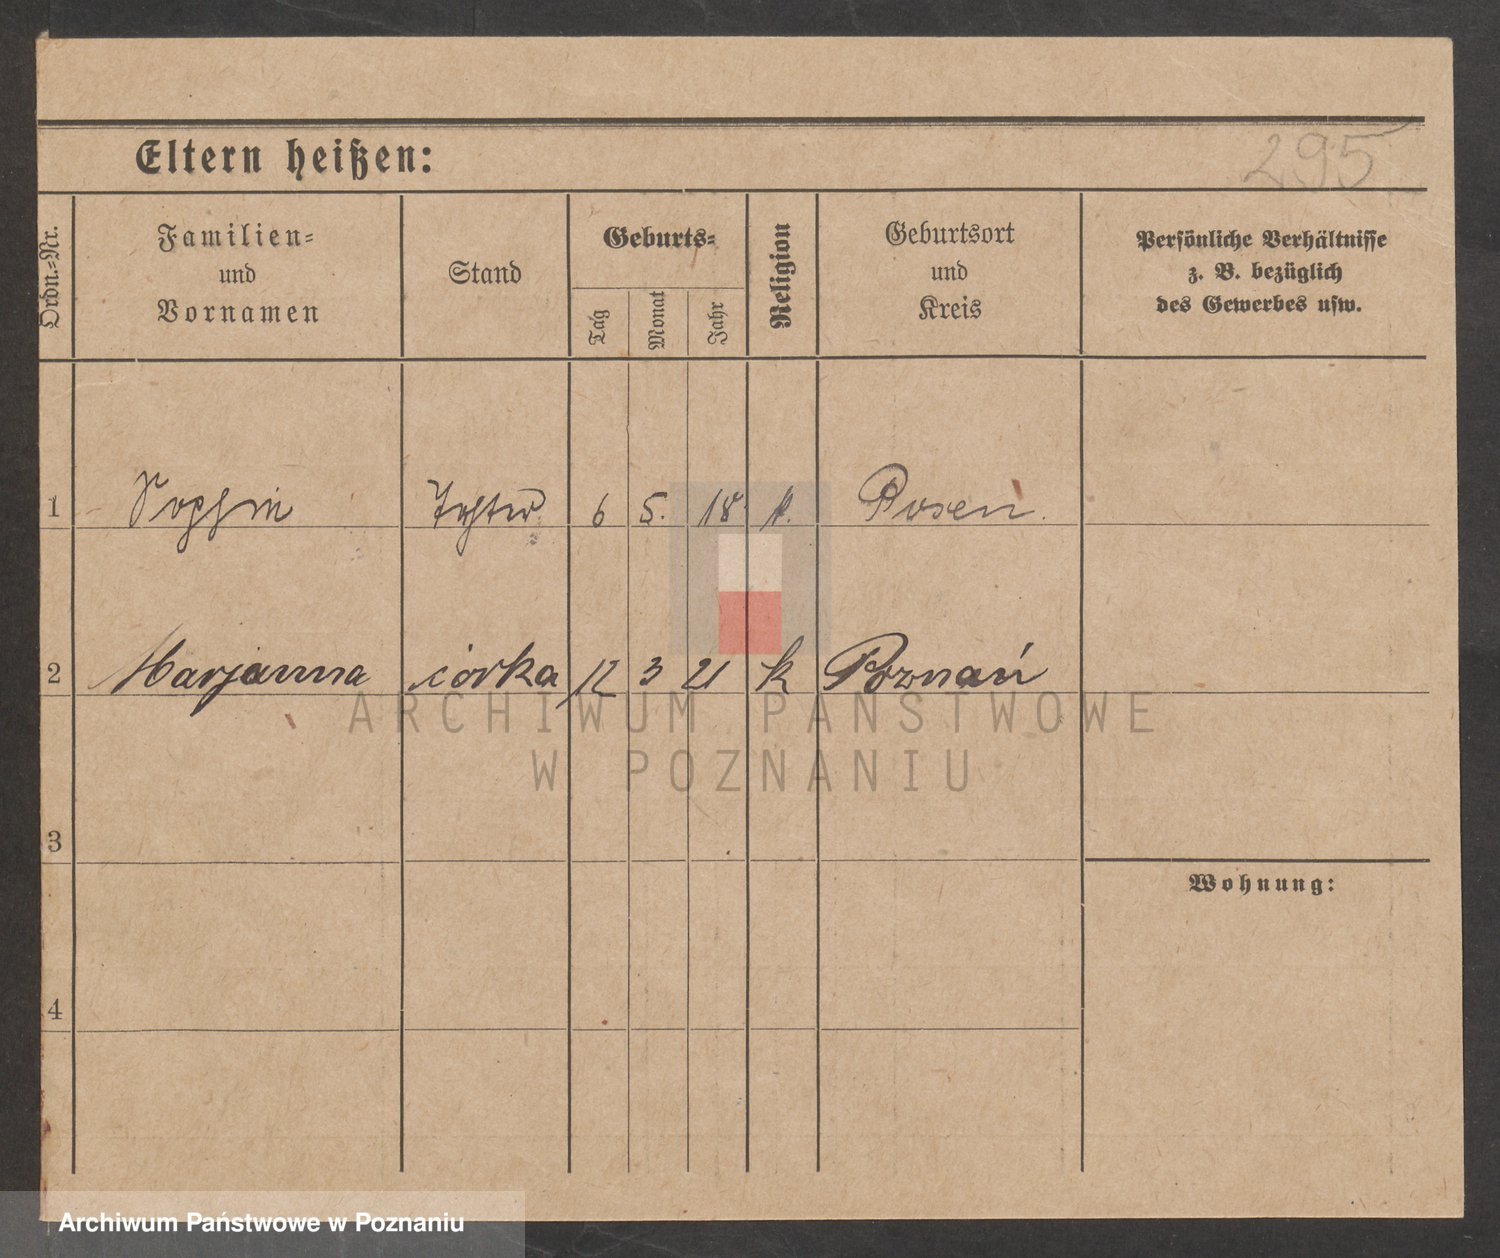 Eltern heißen:
295
Ordn.-Nr.
Familien-
und
Vornamen
Stand
Geburts-
Tag
Monat
Jahr
Religion
Geburtsort
und
Kreis
Persönliche Verhältnisse
z. B. bezüglich
des Gewerbes usw.
1 Sophie Tochter 6 5. 18. k. Posen.
2 Marjanna córka 12 3 21 k Poznań
ARCHIWUM PAŃSTWOWE
W POZNANIU
3
Wohnung:
4
Archiwum Państwowe w Poznaniu